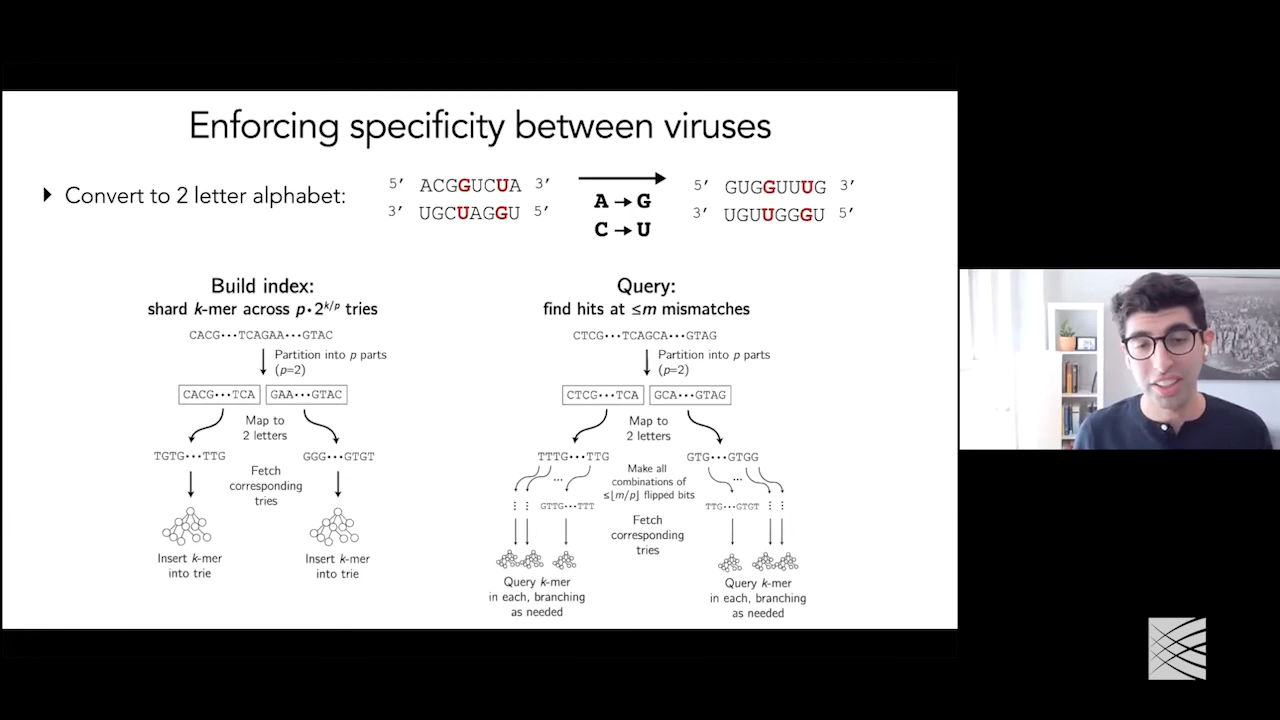 Enforcing specificity between viruses
Convert to 2 letter alphabet:
5′ ACGGUCUA 3′
3′ UGCUAGGU 5′
A → G
C → U
5′ GUGGUUUG 3′
3′ UGUUGGGU 5′
Build index:
shard k-mer across p•2^k/p tries
CACG•••TCAGAA•••GTAC
Partition into p parts
(p=2)
CACG•••TCA GAA•••GTAC
Map to
2 letters
TGTG•••TTG GGG•••GTGT
Fetch
corresponding
tries
Insert k-mer
into trie
Insert k-mer
into trie
Query:
find hits at ≤m mismatches
CTCG•••TCAGCA•••GTAG
Partition into p parts
(p=2)
CTCG•••TCA GCA•••GTAG
Map to
2 letters
TTTG•••TTG GTG•••GTGG
Make all
combinations of
≤⌊m/p⌋ flipped bits
GTTG•••TTT TTG•••GTGT
Fetch
corresponding
tries
Query k-mer
in each, branching
as needed
Query k-mer
in each, branching
as needed